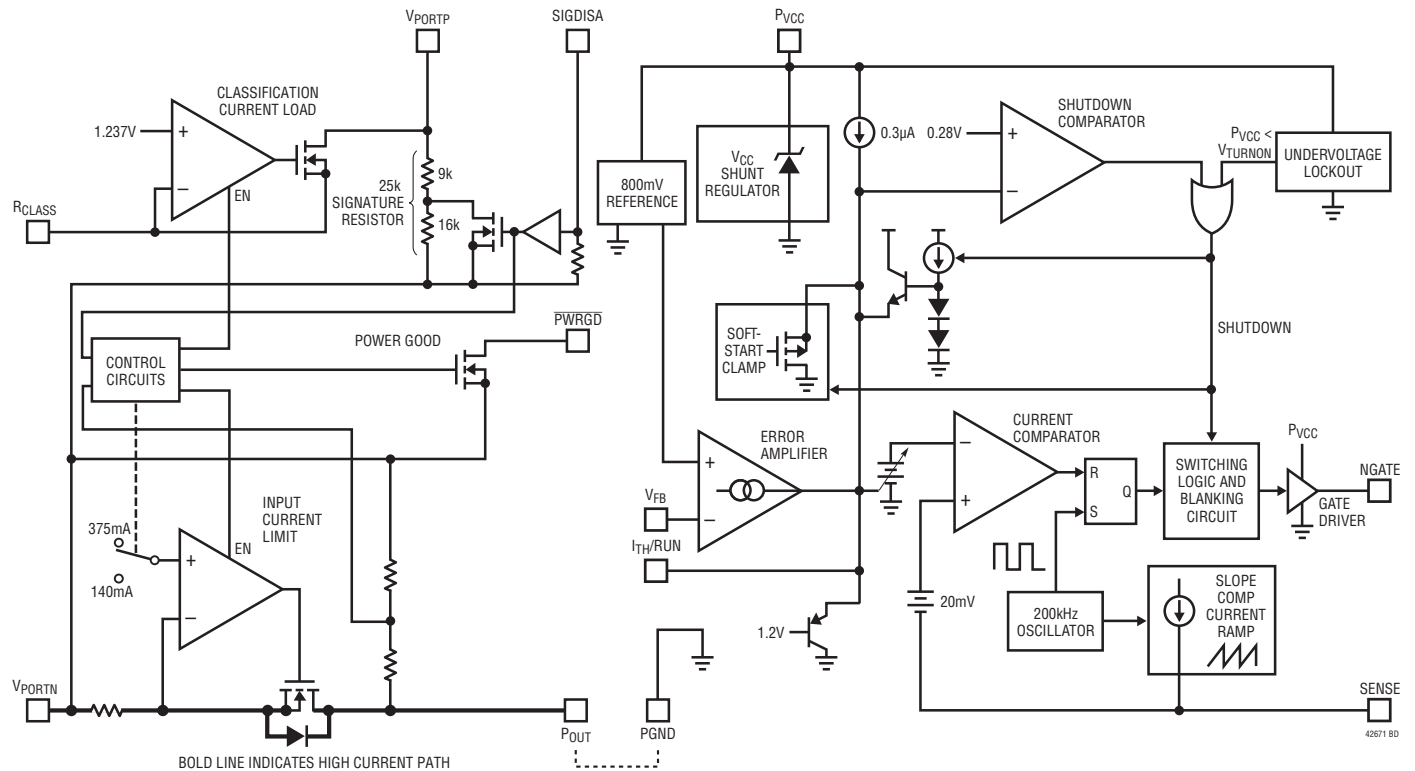 VPORTP
SIGDISA
PVCC
CLASSIFICATION
CURRENT LOAD
1.237V
+
−
EN
RCLASS
25k
SIGNATURE
RESISTOR
9k
16k
CONTROL
CIRCUITS
POWER GOOD
PWRGD
375mA
140mA
INPUT
CURRENT
LIMIT
EN
+
−
VPORTN
POUT
BOLD LINE INDICATES HIGH CURRENT PATH
800mV
REFERENCE
VCC
SHUNT
REGULATOR
0.3µA
0.28V
+
−
SHUTDOWN
COMPARATOR
PVCC <
VTURNON
UNDERVOLTAGE
LOCKOUT
SHUTDOWN
SOFT-
START
CLAMP
ERROR
AMPLIFIER
+
−
VFB
ITH/RUN
1.2V
PGND
CURRENT
COMPARATOR
−
+
20mV
R
S
Q
SWITCHING
LOGIC AND
BLANKING
CIRCUIT
PVCC
NGATE
GATE
DRIVER
200kHz
OSCILLATOR
SLOPE
COMP
CURRENT
RAMP
SENSE
42671 BD